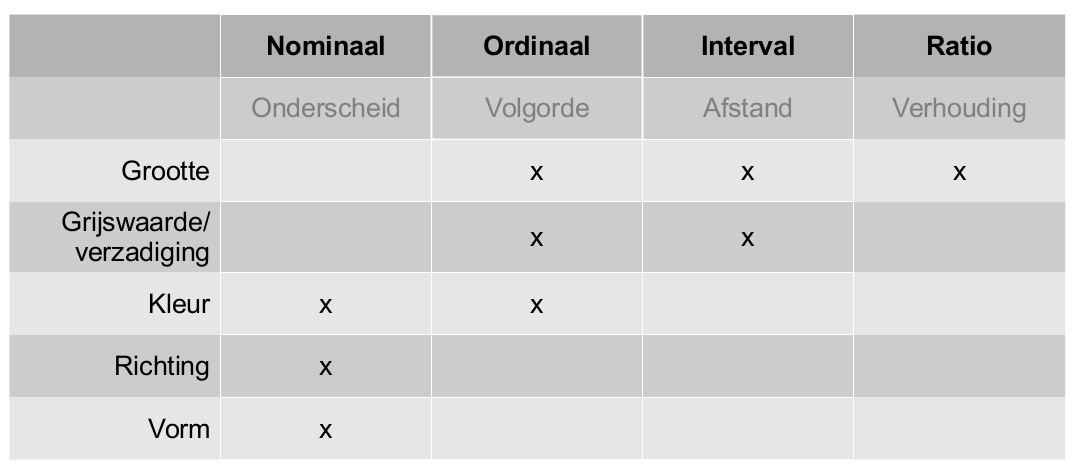 Nominaal Ordinaal Interval Ratio
Onderscheid Volgorde Afstand Verhouding
Grootte x x x
Grijswaarde/
verzadiging x x
Kleur x x
Richting x
Vorm x